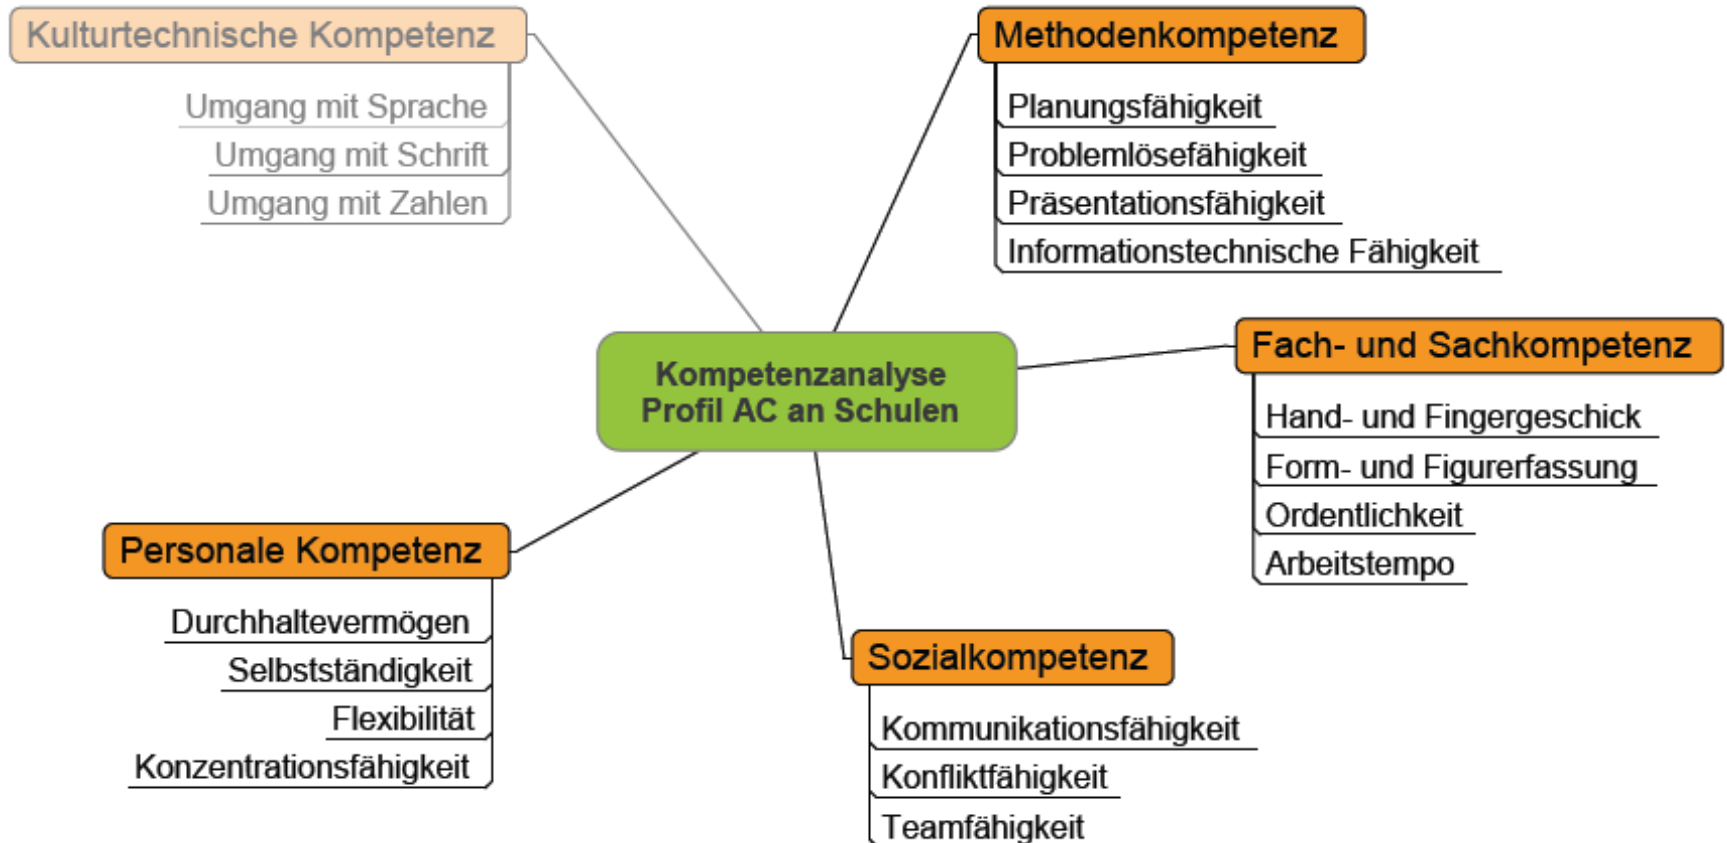 Kulturtechnische Kompetenz
Umgang mit Sprache
Umgang mit Schrift
Umgang mit Zahlen
Methodenkompetenz
Planungsfähigkeit
Problemlösefähigkeit
Präsentationsfähigkeit
Informationstechnische Fähigkeit
Kompetenzanalyse
Profil AC an Schulen
Fach- und Sachkompetenz
Hand- und Fingergeschick
Form- und Figurerfassung
Ordentlichkeit
Arbeitstempo
Personale Kompetenz
Durchhaltevermögen
Selbstständigkeit
Flexibilität
Konzentrationsfähigkeit
Sozialkompetenz
Kommunikationsfähigkeit
Konfliktfähigkeit
Teamfähigkeit